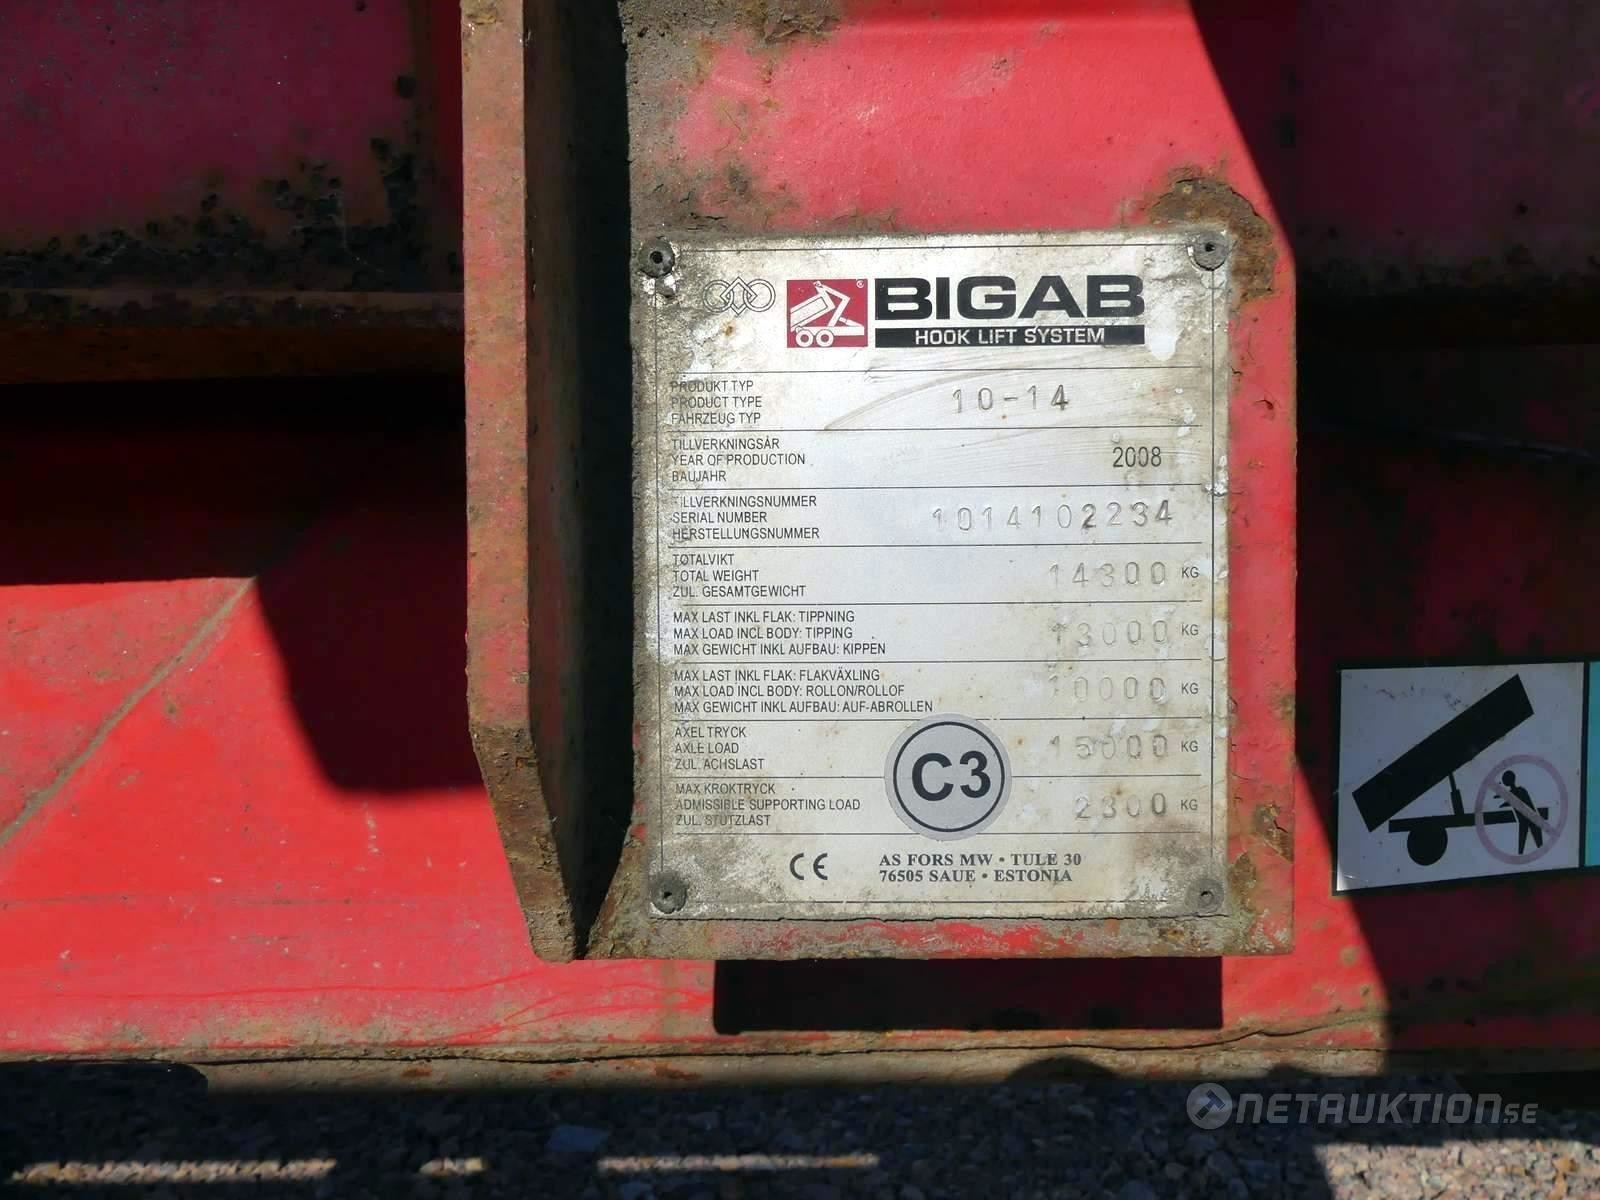 BIGAB
HOOK LIFT SYSTEM
PRODUKT TYP
PRODUCT TYPE 10-14
FAHRZEUG TYP
TILLVERKNINGSÅR
YEAR OF PRODUCTION 2008
BAUJAHR
TILLVERKNINGSNUMMER
SERIAL NUMBER 1014102234
HERSTELLUNGSNUMMER
TOTALVIKT
TOTAL WEIGHT 14300 KG
ZUL. GESAMTGEWICHT
MAX LAST INKL FLAK: TIPPNING
MAX LOAD INCL BODY: TIPPING 13000 KG
MAX GEWICHT INKL AUFBAU: KIPPEN
MAX LAST INKL FLAK: FLAKVÄXLING
MAX LOAD INCL BODY: ROLLON/ROLLOF 10000 KG
MAX GEWICHT INKL AUFBAU: AUF-ABROLLEN
AXEL TRYCK
AXLE LOAD 15000 KG
ZUL. ACHSLAST
MAX KROKTRYCK
ADMISSIBLE SUPPORTING LOAD 2300 KG
ZUL. STÜTZLAST
C3
CE
AS FORS MW • TULE 30
76505 SAUE • ESTONIA
NETAUKTION.SE